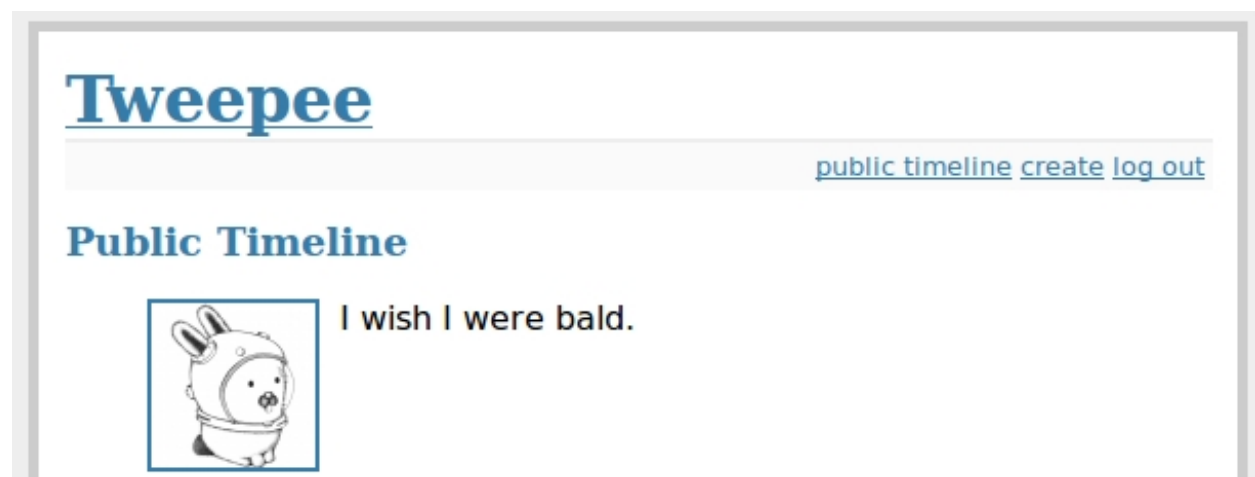 Tweepee
public timeline create log out
Public Timeline
I wish I were bald.